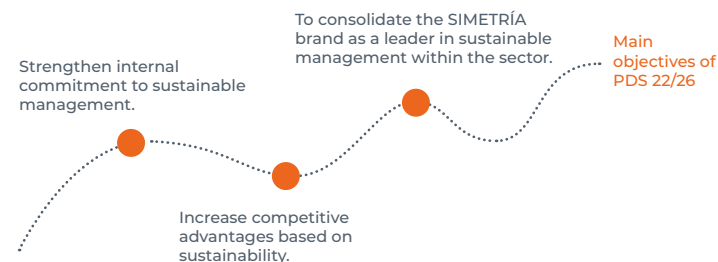 To consolidate the SIMETRÍA
brand as a leader in sustainable
management within the sector.
Main
objectives of
PDS 22/26
Strengthen internal
commitment to sustainable
management.
Increase competitive
advantages based on
sustainability.